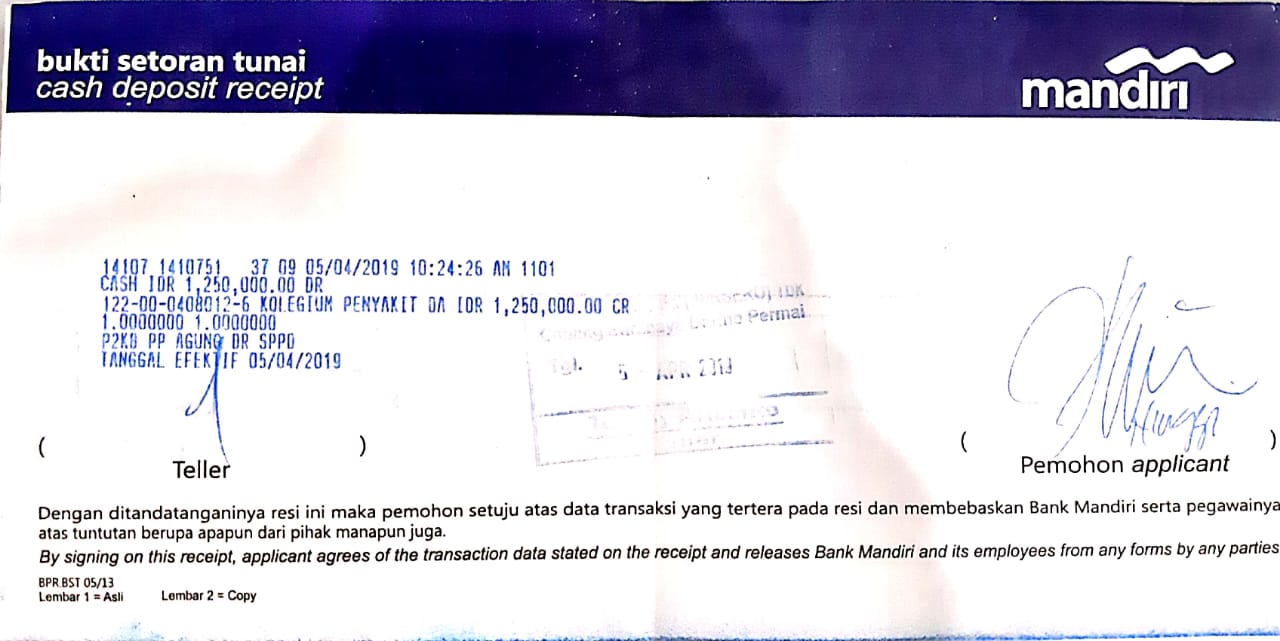 bukti setoran tunai
cash deposit receipt
mandiri
14107 1410751 37 09 05/04/2019 10:24:26 AM 1101
CASH IDR 1,250,000.00 DR
122-00-0408012-6 KOLEGIUM PENYAKIT DA IDR 1,250,000.00 CR
1.0000000 1.0000000
P2KB PP AGUNG DR SPPD
TANGGAL EFEKTIF 05/04/2019
Permai
Tgl. 5 APR 2019
( )
Teller
( )
Pemohon applicant
Dengan ditandatanganinya resi ini maka pemohon setuju atas data transaksi yang tertera pada resi dan membebaskan Bank Mandiri serta pegawainya
atas tuntutan berupa apapun dari pihak manapun juga.
By signing on this receipt, applicant agrees of the transaction data stated on the receipt and releases Bank Mandiri and its employees from any forms by any parties
BPR.BST 05/13
Lembar 1 = Asli Lembar 2 = Copy